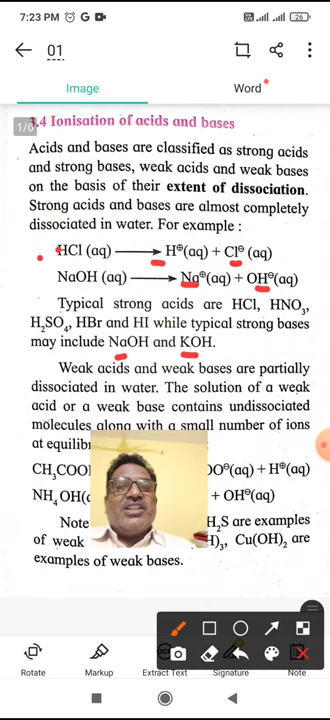 7:23 PM
26
01
Image
Word
1/6
3.4 Ionisation of acids and bases
Acids and bases are classified as strong acids
and strong bases, weak acids and weak bases
on the basis of their extent of dissociation.
Strong acids and bases are almost completely
dissociated in water. For example :
HCl (aq) ⟶ H⊕(aq) + Cl⊖ (aq)
NaOH (aq) ⟶ Na⊕(aq) + OH⊖(aq)
Typical strong acids are HCl, HNO₃,
H₂SO₄, HBr and HI while typical strong bases
may include NaOH and KOH.
Weak acids and weak bases are partially
dissociated in water. The solution of a weak
acid or a weak base contains undissociated
molecules along with a small number of ions
at
CH₃COO ⊖(aq) + H⊕(aq)
NH₄OH( + OH⊖(aq)
Note H₂S are examples
of weak )₃, Cu(OH)₂ are
examples of weak bases.
Rotate
Markup
Extract Text
Signature
Note